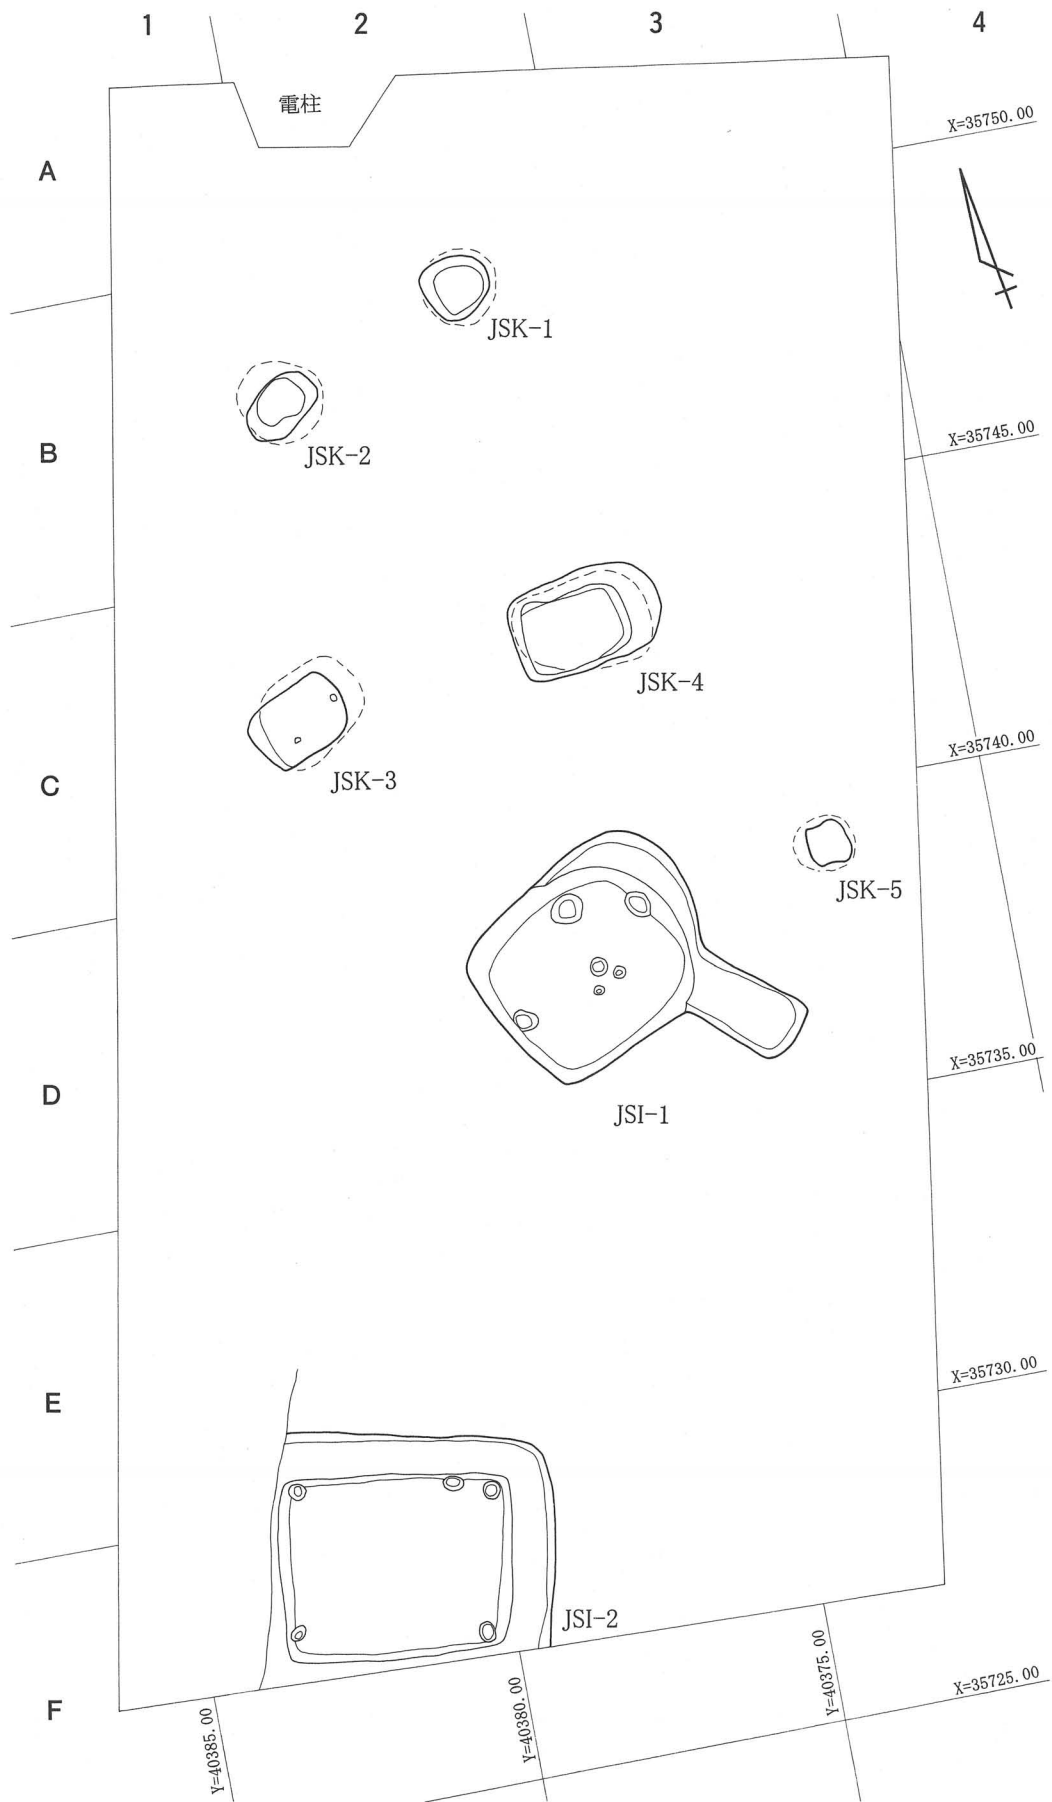 1 2 3 4
電柱
X=35750.00
A
JSK-1
X=35745.00
B
JSK-2
JSK-4
X=35740.00
C
JSK-3
JSK-5
X=35735.00
D
JSI-1
X=35730.00
E
JSI-2
X=35725.00
F
Y=40385.00
Y=40380.00
Y=40375.00